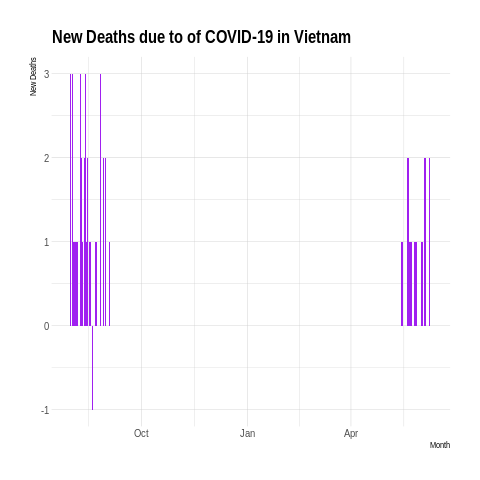 New Deaths due to of COVID-19 in Vietnam
New Deaths
3
2
1
0
-1
Oct
Jan
Apr
Month